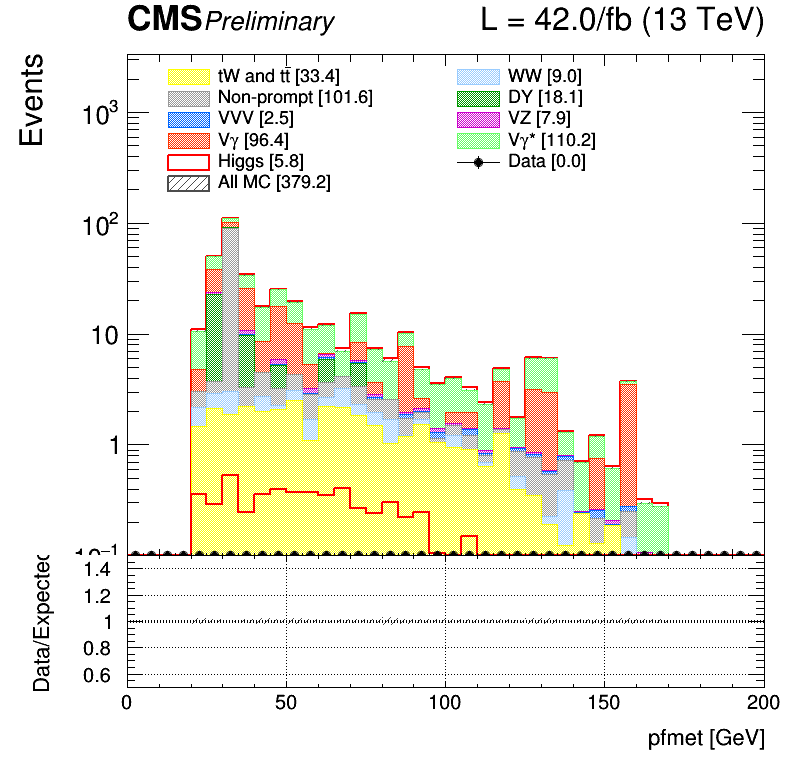 CMS Preliminary L = 42.0/fb (13 TeV)
Events
tW and tt̄ [33.4]
Non-prompt [101.6]
VVV [2.5]
Vγ [96.4]
Higgs [5.8]
All MC [379.2]
WW [9.0]
DY [18.1]
VZ [7.9]
Vγ* [110.2]
Data [0.0]
10³
10²
10
1
10⁻¹
Data/Expected
1.4
1.2
1
0.8
0.6
0 50 100 150 200
pfmet [GeV]